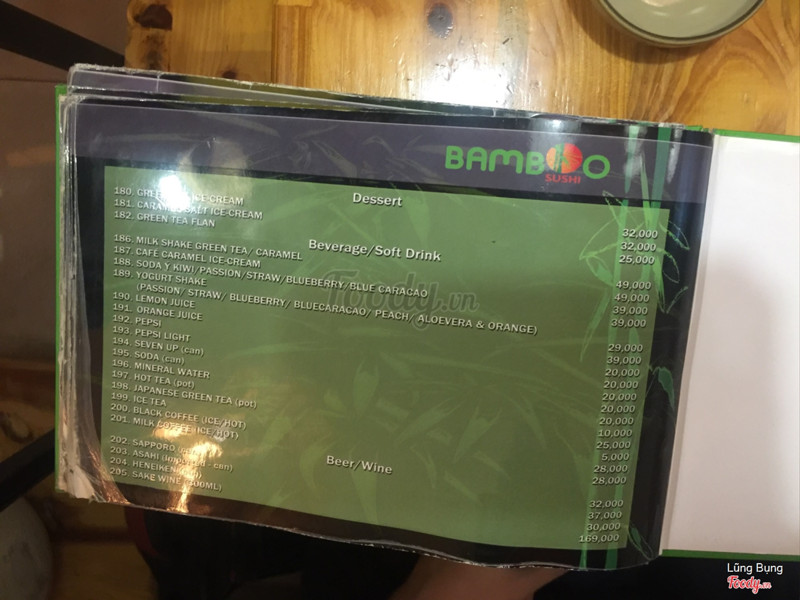 BAMBOO
SUSHI
Dessert
180. GREEN ICE-CREAM 32,000
181. CARAMEL SALT ICE-CREAM 32,000
182. GREEN TEA FLAN 25,000
Beverage/Soft Drink
186. MILK SHAKE GREEN TEA/ CARAMEL 49,000
187. CAFÉ CARAMEL ICE-CREAM 49,000
188. SODA Y KIWI/PASSION/STRAW/BLUEBERRY/BLUE CARACAO 39,000
189. YOGURT SHAKE 39,000
(PASSION/ STRAW/ BLUEBERRY/ BLUECARACAO/ PEACH/ ALOEVERA & ORANGE)
190. LEMON JUICE 29,000
191. ORANGE JUICE 39,000
192. PEPSI 20,000
193. PEPSI LIGHT 20,000
194. SEVEN UP (can) 20,000
195. SODA (can) 20,000
196. MINERAL WATER 20,000
197. HOT TEA (pot) 10,000
198. JAPANESE GREEN TEA (pot) 25,000
199. ICE TEA 5,000
200. BLACK COFFEE (ICE/HOT) 28,000
201. MILK COFFEE (ICE/HOT) 28,000
Beer/Wine
202. SAPPORO 32,000
203. ASAHI (imported - can) 37,000
204. HENEIKEN 30,000
205. SAKE WINE 169,000
Foody.vn
Lũng Bụng
Foody.vn